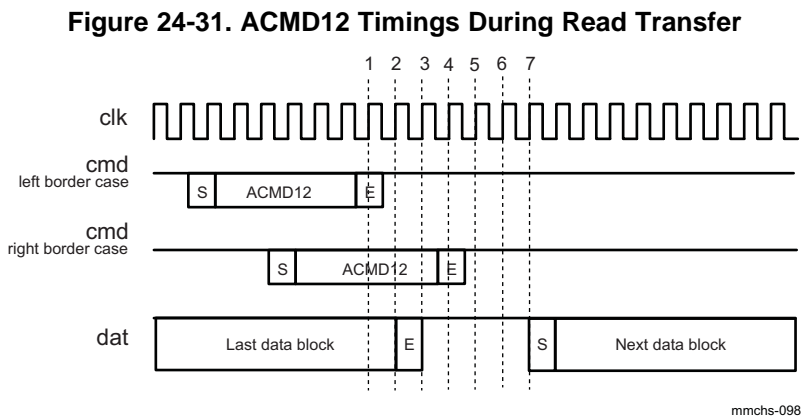 Figure 24-31. ACMD12 Timings During Read Transfer
1 2 3 4 5 6 7
clk
cmd
left border case
S ACMD12 E
cmd
right border case
S ACMD12 E
dat
Last data block E S Next data block
mmchs-098